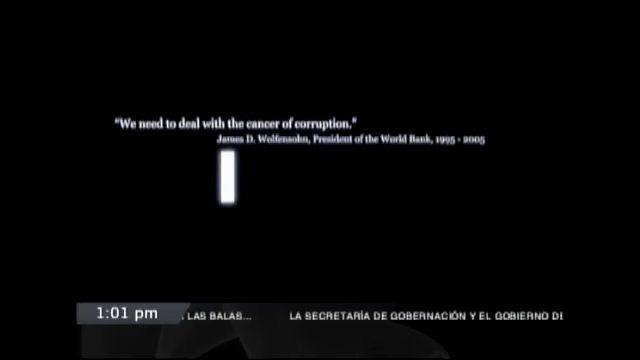 "We need to deal with the cancer of corruption."
James D. Wolfensohn, President of the World Bank, 1995 - 2005
1:01 pm
LAS BALAS... LA SECRETARÍA DE GOBERNACIÓN Y EL GOBIERNO DE